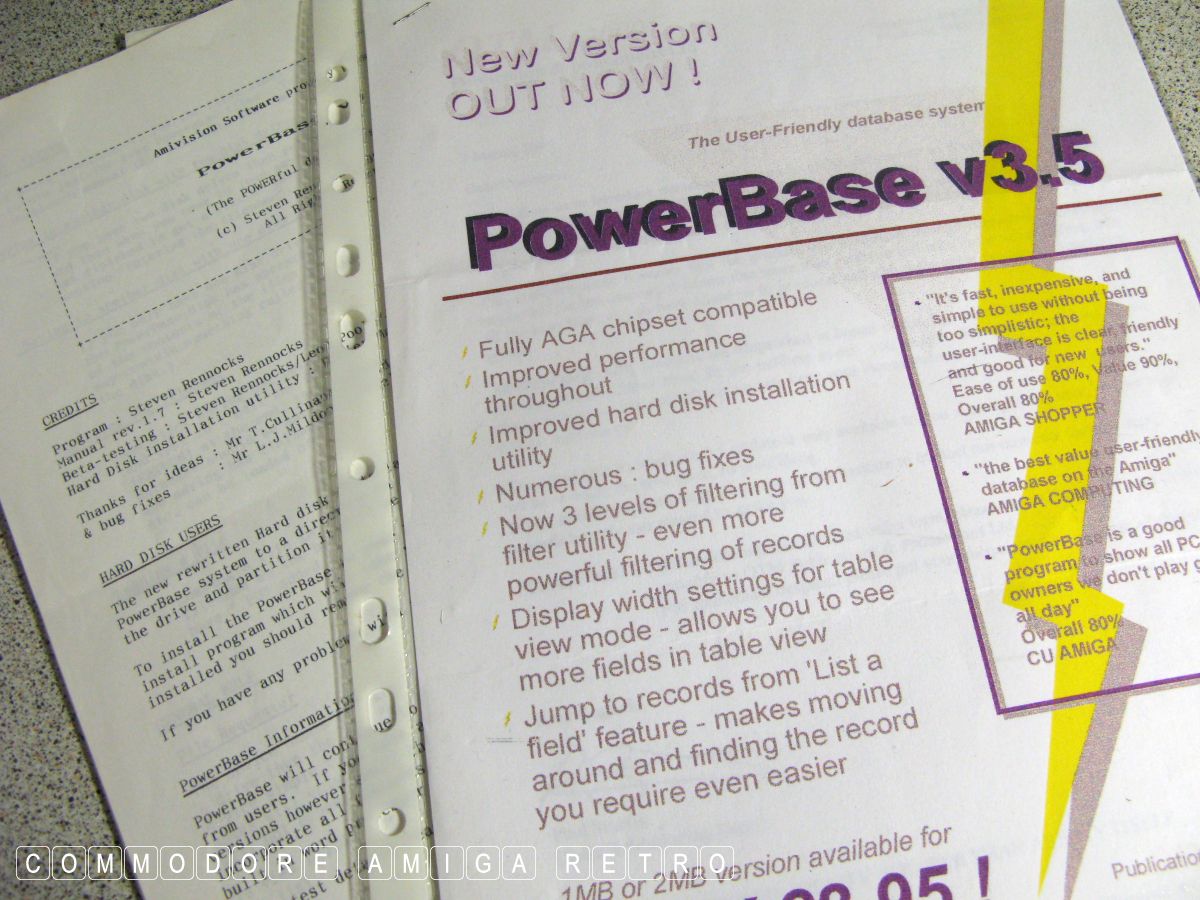 Amivision Software
PowerBas
(The POWERful d
(c) Steven Ren
All Rig
CREDITS
Program : Steven Rennocks
Manual rev.1.7 : Steven Rennocks
Beta-testing : Steven Rennocks/Leo
Hard Disk installation utility :
Thanks for ideas : Mr T.Cullina
& bug fixes : Mr L.J.Mildo
HARD DISK USERS
The new rewritten Hard disk
PowerBase system to a direc
the drive and partition it
To install the PowerBase
install program which wi
installed you should rem
If you have any proble
PowerBase Information
PowerBase will cont
from users. If yo
versions however
all
New Version
OUT NOW !
The User-Friendly database system
PowerBase v3.5
Fully AGA chipset compatible
Improved performance
throughout
Improved hard disk installation
utility
Numerous : bug fixes
Now 3 levels of filtering from
filter utility - even more
powerful filtering of records
Display width settings for table
view mode - allows you to see
more fields in table view
Jump to records from 'List a
field' feature - makes moving
around and finding the record
you require even easier
1MB or 2MB version available for
.95 !
• "It's fast, inexpensive, and
simple to use without being
too simplistic; the
user-interface is clear, friendly
and good for new users."
Ease of use 80%, Value 90%,
Overall 80%
AMIGA SHOPPER
• "the best value user-friendly
database on the Amiga"
AMIGA COMPUTING
• "PowerBase is a good
program to show all PC
owners we don't play g
all day"
Overall 80%
CU AMIGA
Publication
COMMODORE AMIGA RETRO